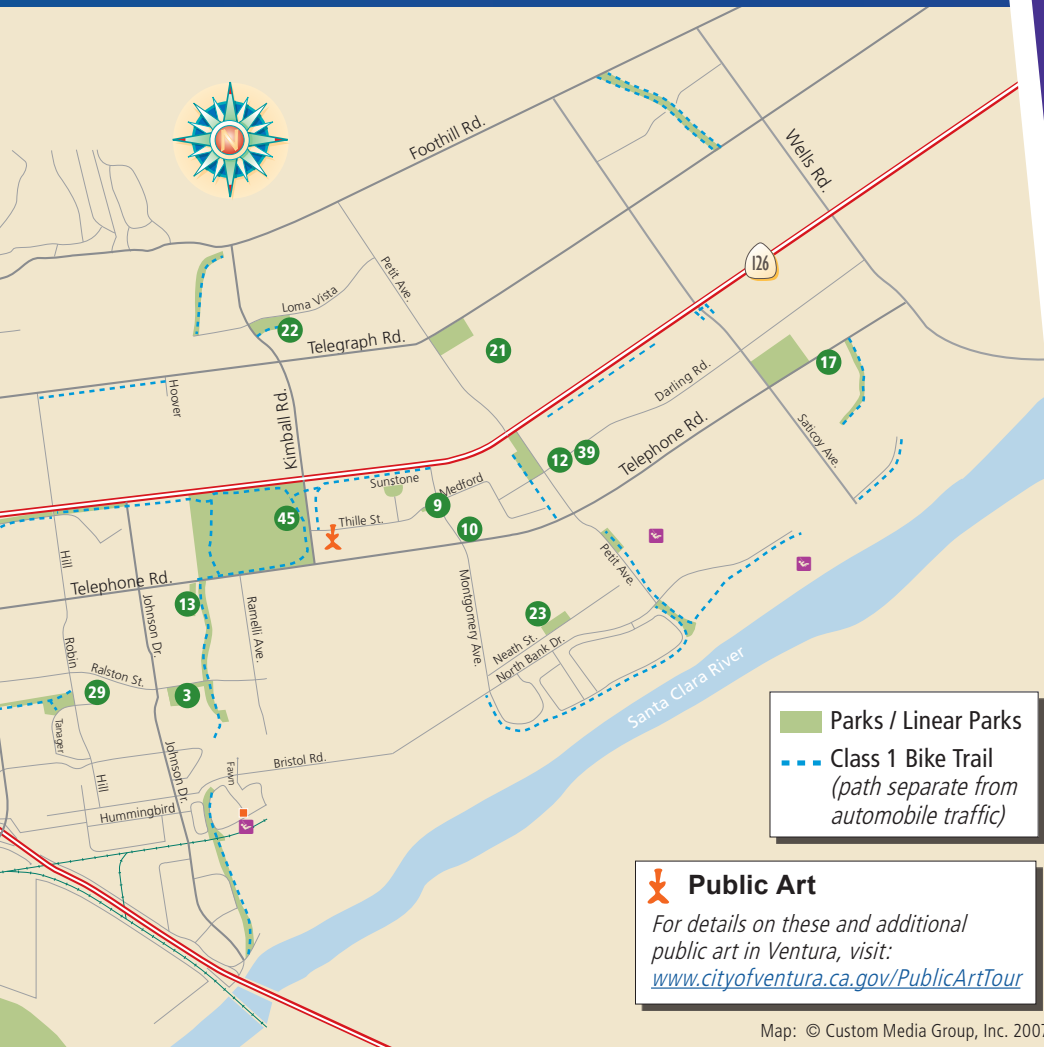 Foothill Rd.
Wells Rd.
N
126
Petit Ave.
Loma Vista
22
Telegraph Rd.
21
17
Hoover
Kimball Rd.
Darling Rd.
Saticoy Ave.
Telephone Rd.
12
39
Sunstone
Medford
9
45
Thille St.
10
Hill
Telephone Rd.
Petit Ave.
13
Johnson Dr.
Ramelli Ave.
Montgomery Ave.
23
Neath St.
North Bank Dr.
Robin
Ralston St.
29
3
Santa Clara River
Tanager
Johnson Dr.
Bristol Rd.
Fawn
Hill
Hummingbird
Parks / Linear Parks
Class 1 Bike Trail
(path separate from
automobile traffic)
Public Art
For details on these and additional
public art in Ventura, visit:
www.cityofventura.ca.gov/PublicArtTour
Map: © Custom Media Group, Inc. 2007